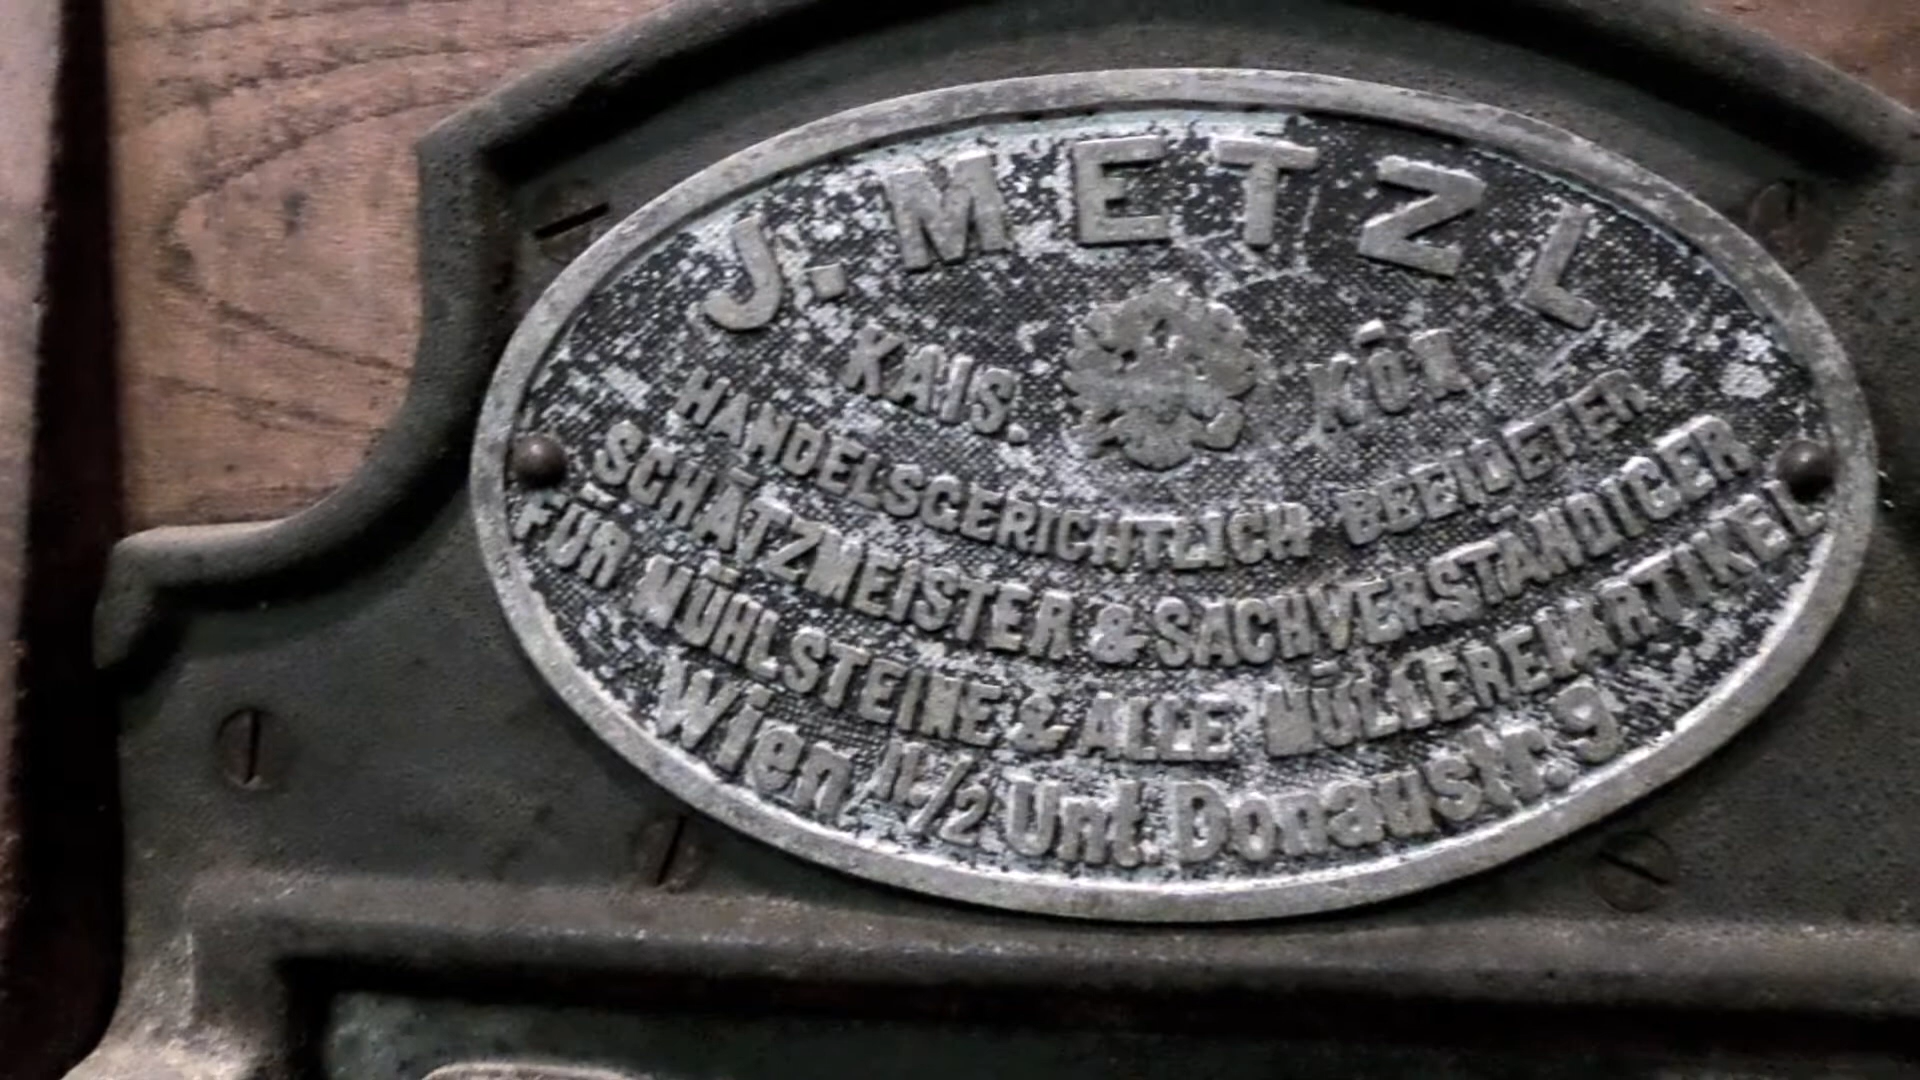 J. METZL
KAIS. KÖN.
HANDELSGERICHTLICH BEEIDETER
SCHÄTZMEISTER & SACHVERSTÄNDIGER
FÜR MÜHLSTEINE & ALLE MÜLLEREIARTIKEL
Wien II/2 Unt. Donaustr. 9